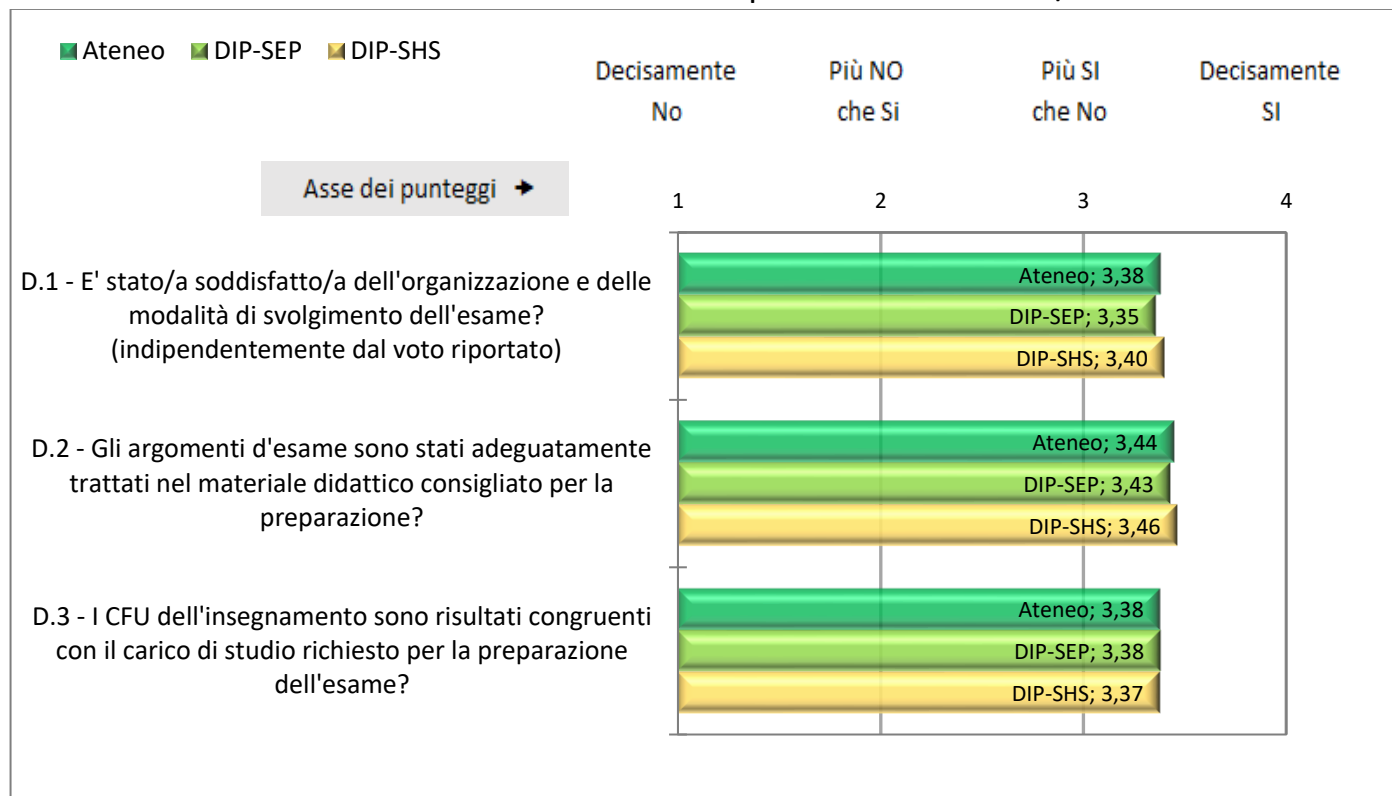 Ateneo DIP-SEP DIP-SHS
Decisamente Più NO Più SI Decisamente
No che Si che No SI
Asse dei punteggi →
1 2 3 4
D.1 - E' stato/a soddisfatto/a dell'organizzazione e delle
modalità di svolgimento dell'esame?
(indipendentemente dal voto riportato)
Ateneo; 3,38
DIP-SEP; 3,35
DIP-SHS; 3,40
D.2 - Gli argomenti d'esame sono stati adeguatamente
trattati nel materiale didattico consigliato per la
preparazione?
Ateneo; 3,44
DIP-SEP; 3,43
DIP-SHS; 3,46
D.3 - I CFU dell'insegnamento sono risultati congruenti
con il carico di studio richiesto per la preparazione
dell'esame?
Ateneo; 3,38
DIP-SEP; 3,38
DIP-SHS; 3,37